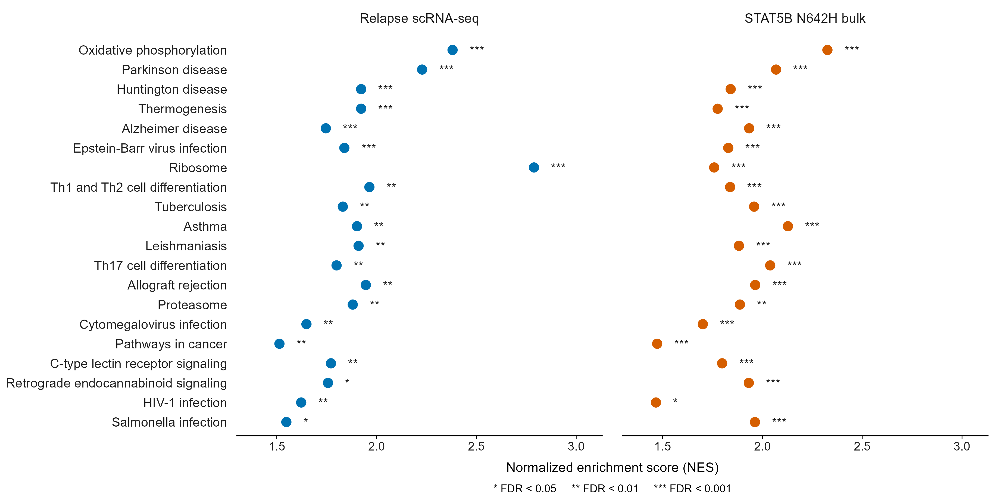 Relapse scRNA-seq
STAT5B N642H bulk
Oxidative phosphorylation *** ***
Parkinson disease *** ***
Huntington disease *** ***
Thermogenesis *** ***
Alzheimer disease *** ***
Epstein-Barr virus infection *** ***
Ribosome *** ***
Th1 and Th2 cell differentiation ** ***
Tuberculosis ** ***
Asthma ** ***
Leishmaniasis ** ***
Th17 cell differentiation ** ***
Allograft rejection ** ***
Proteasome ** **
Cytomegalovirus infection ** ***
Pathways in cancer ** ***
C-type lectin receptor signaling ** ***
Retrograde endocannabinoid signaling * ***
HIV-1 infection ** *
Salmonella infection * ***
1.5 2.0 2.5 3.0 1.5 2.0 2.5 3.0
Normalized enrichment score (NES)
* FDR < 0.05 ** FDR < 0.01 *** FDR < 0.001